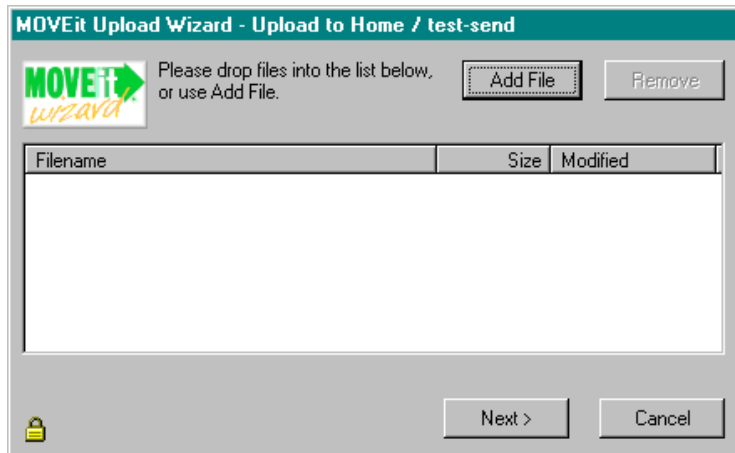 MOVEit Upload Wizard - Upload to Home / test-send
MOVEit
wizard
Please drop files into the list below,
or use Add File.
Add File
Remove
Filename Size Modified
Next >
Cancel